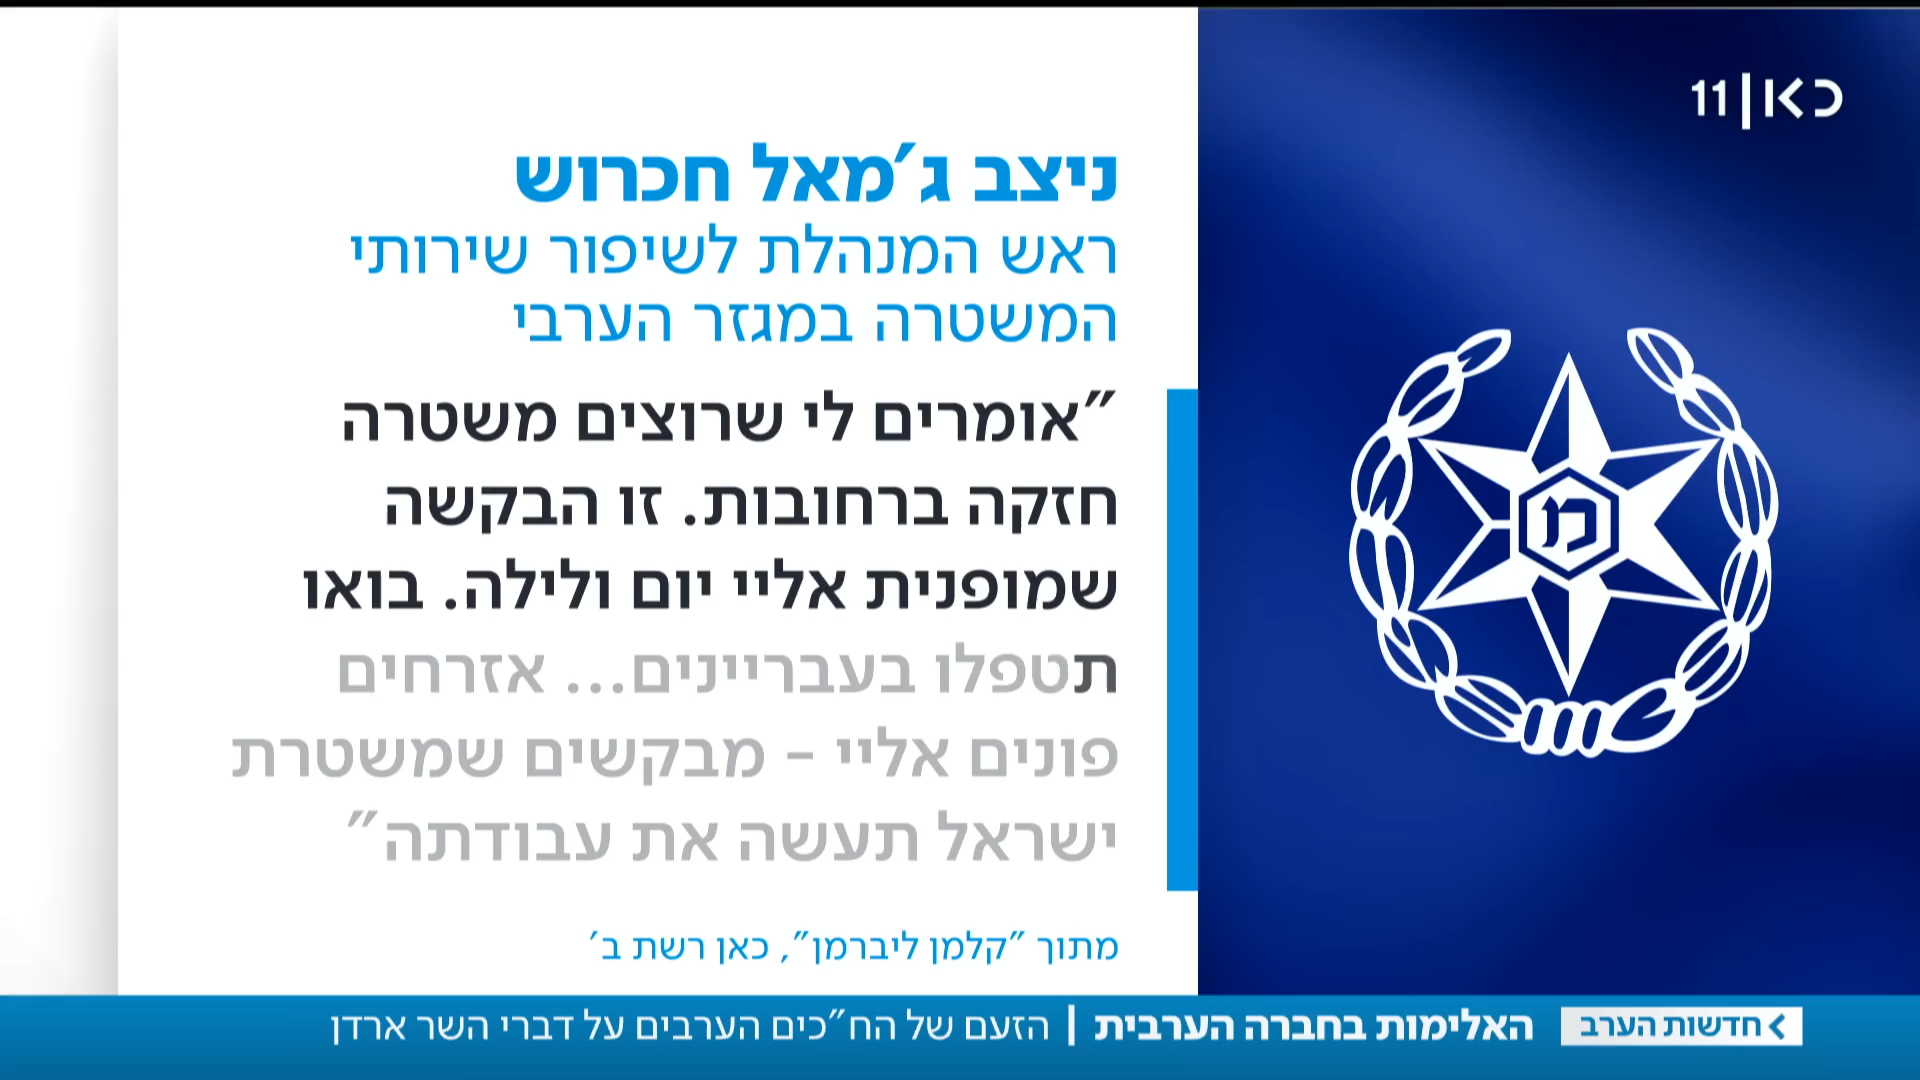 כאן 11
ניצב ג'מאל חכרוש
ראש המנהלת לשיפור שירותי
המשטרה במגזר הערבי
"אומרים לי שרוצים משטרה
חזקה ברחובות. זו הבקשה
שמופנית אליי יום ולילה. בואו
תטפלו בעבריינים... אזרחים
פונים אליי - מבקשים שמשטרת
ישראל תעשה את עבודתה"
מתוך "קלמן ליברמן", כאן רשת ב'
מ
חדשות הערב
האלימות בחברה הערבית | הזעם של הח"כים הערבים על דברי השר ארדן